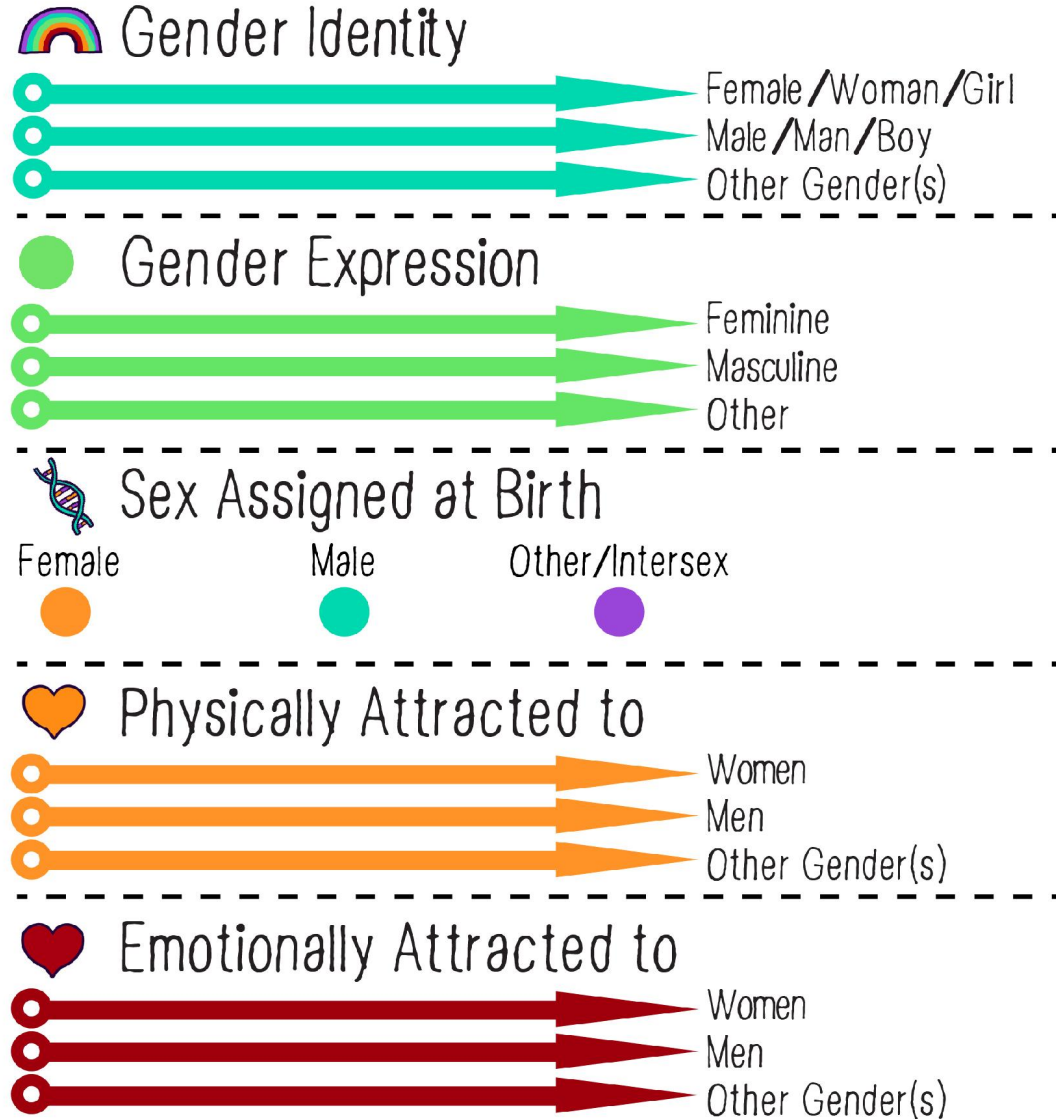 Gender Identity
Female/Woman/Girl
Male/Man/Boy
Other Gender(s)
Gender Expression
Feminine
Masculine
Other
Sex Assigned at Birth
Female Male Other/Intersex
Physically Attracted to
Women
Men
Other Gender(s)
Emotionally Attracted to
Women
Men
Other Gender(s)